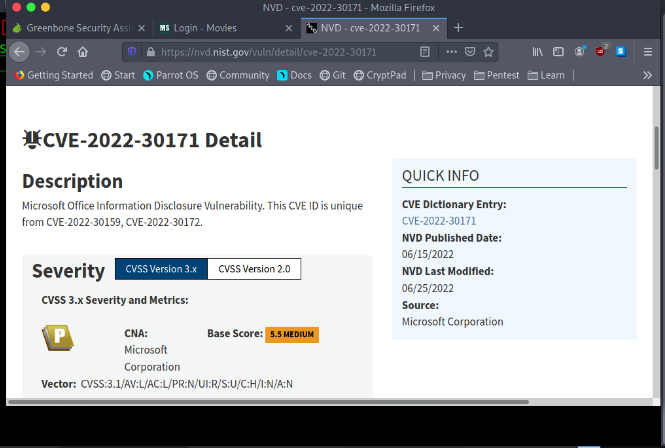 NVD - cve-2022-30171 - Mozilla Firefox
Greenbone Security Assi
Login - Movies
NVD - cve-2022-30171
https://nvd.nist.gov/vuln/detail/cve-2022-30171
Getting Started Start Parrot OS Community Docs Git CryptPad Privacy Pentest Learn
CVE-2022-30171 Detail
Description
Microsoft Office Information Disclosure Vulnerability. This CVE ID is unique
from CVE-2022-30159, CVE-2022-30172.
Severity
CVSS Version 3.x
CVSS Version 2.0
CVSS 3.x Severity and Metrics:
CNA:
Microsoft
Corporation
Base Score: 5.5 MEDIUM
Vector: CVSS:3.1/AV:L/AC:L/PR:N/UI:R/S:U/C:H/I:N/A:N
QUICK INFO
CVE Dictionary Entry:
CVE-2022-30171
NVD Published Date:
06/15/2022
NVD Last Modified:
06/25/2022
Source:
Microsoft Corporation